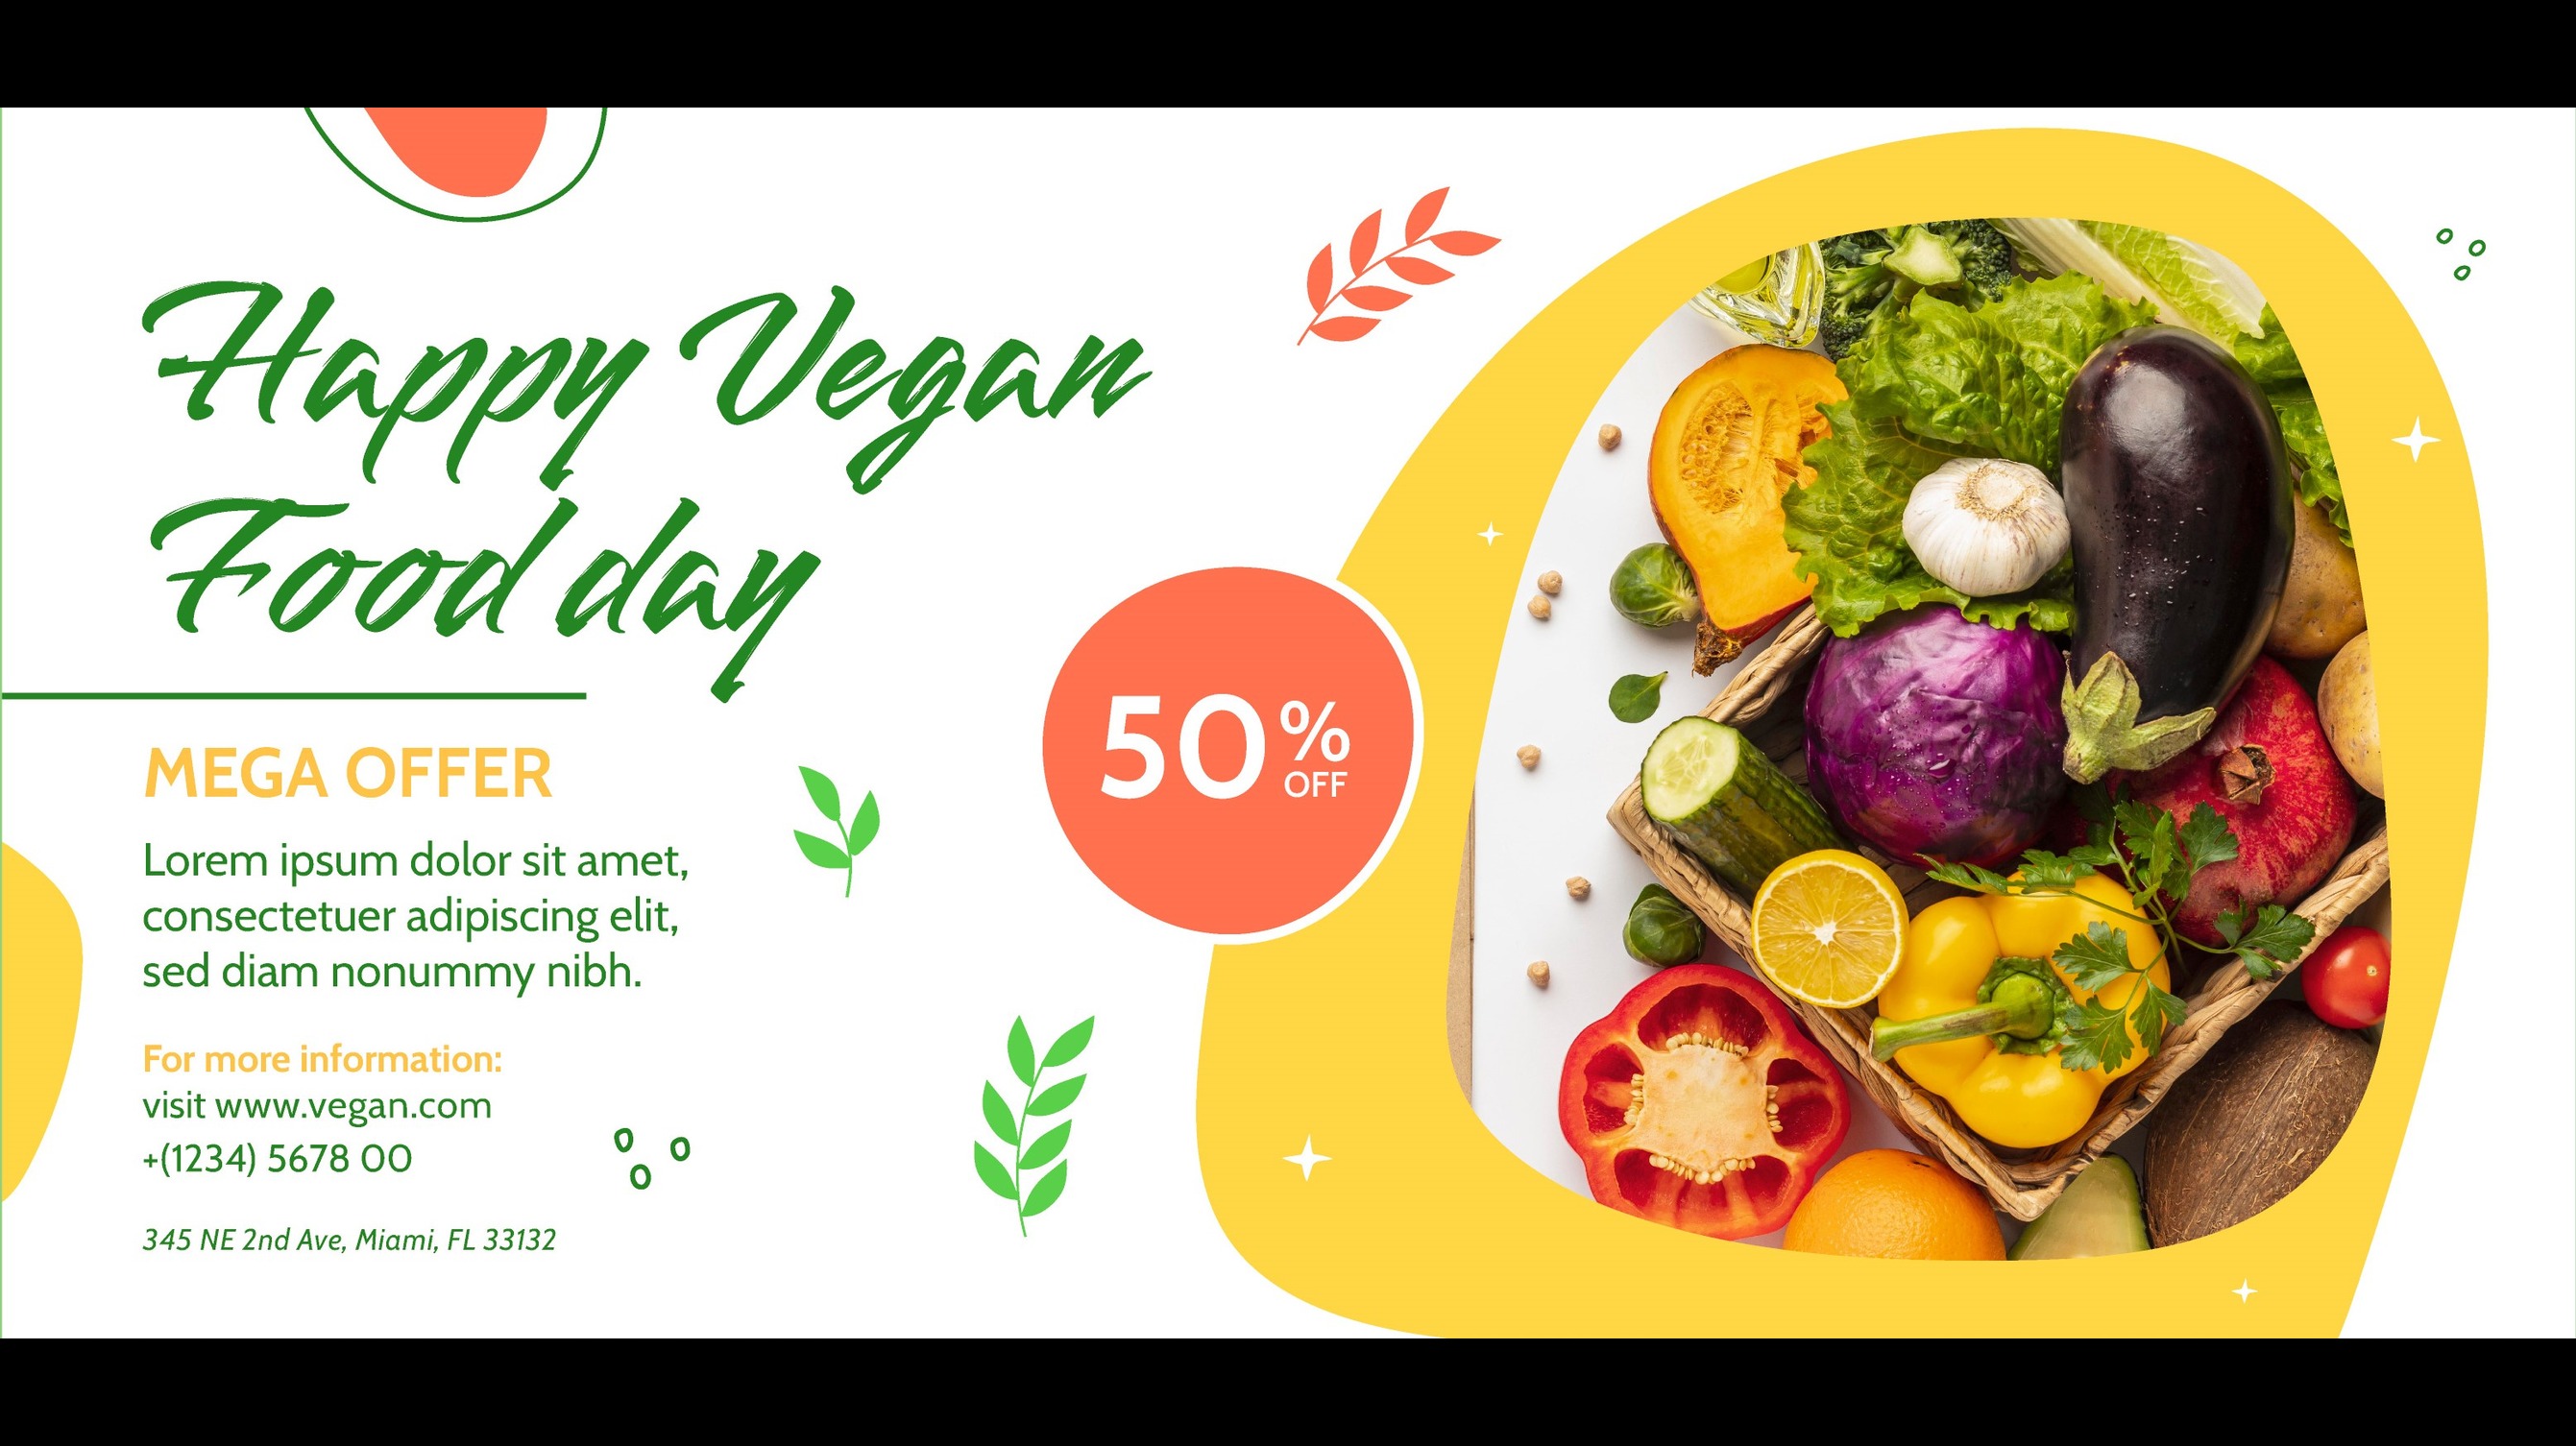 Happy Vegan
Food day
MEGA OFFER
Lorem ipsum dolor sit amet,
consectetuer adipiscing elit,
sed diam nonummy nibh.
For more information:
visit www.vegan.com
+(1234) 5678 00
345 NE 2nd Ave, Miami, FL 33132
50%
OFF